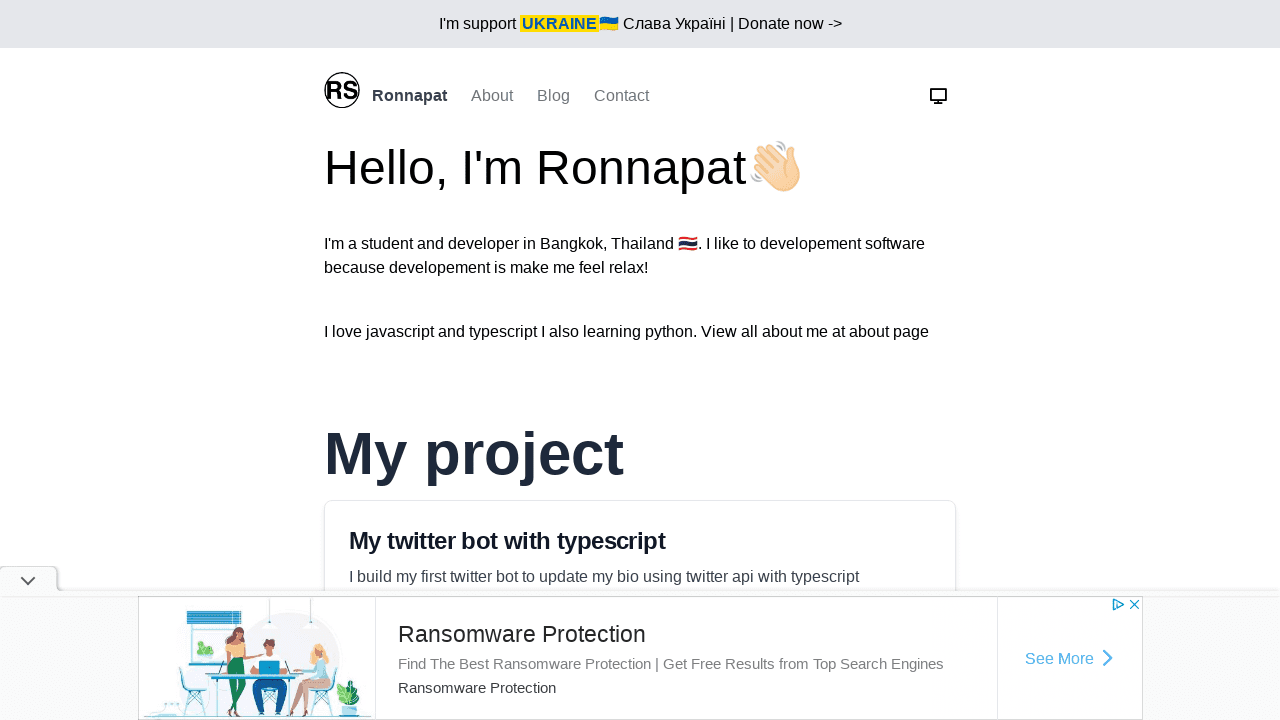 I'm support UKRAINE🇺🇦 Слава Україні | Donate now ->
RS
Ronnapat About Blog Contact
Hello, I'm Ronnapat👋🏻
I'm a student and developer in Bangkok, Thailand 🇹🇭. I like to developement software
because developement is make me feel relax!
I love javascript and typescript I also learning python. View all about me at about page
My project
My twitter bot with typescript
I build my first twitter bot to update my bio using twitter api with typescript
Ransomware Protection
Find The Best Ransomware Protection | Get Free Results from Top Search Engines
Ransomware Protection
See More